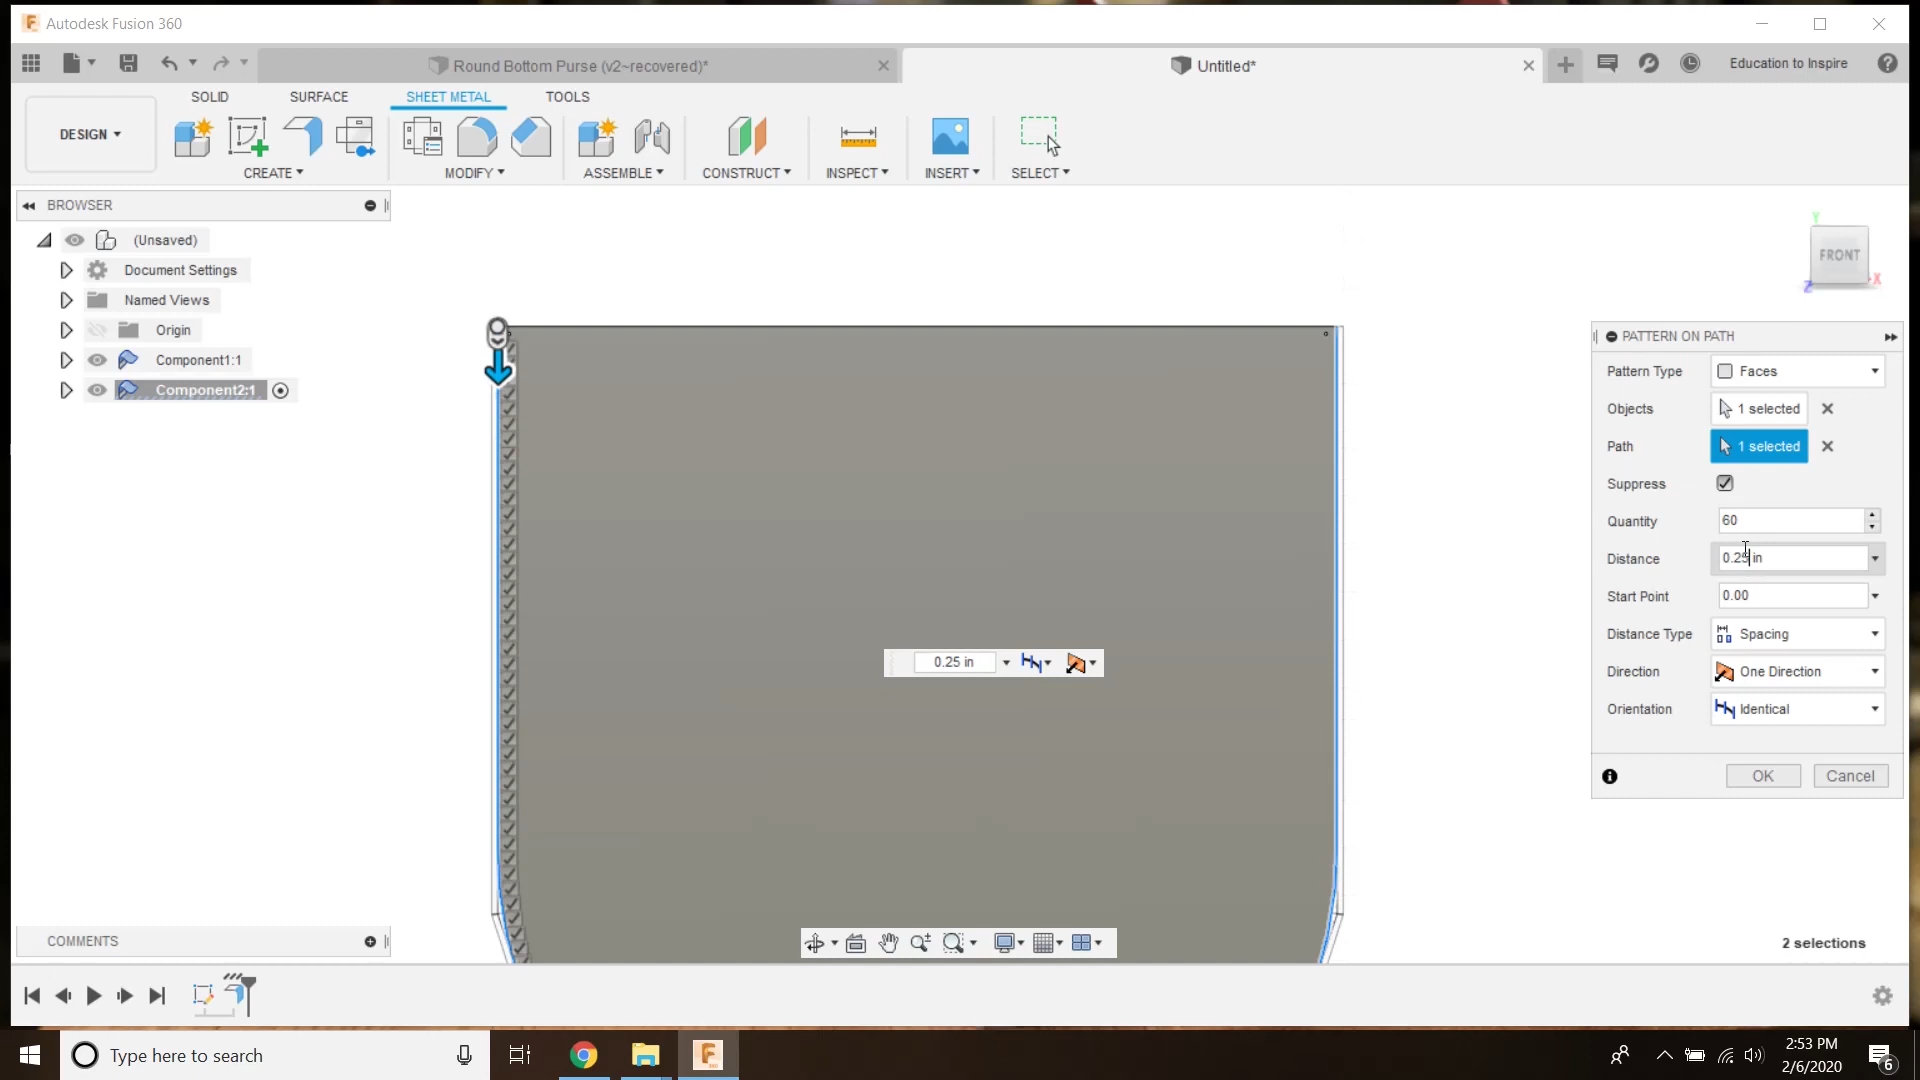 Autodesk Fusion 360
Round Bottom Purse (v2~recovered)*
Untitled*
Education to Inspire
SOLID
SURFACE
SHEET METAL
TOOLS
DESIGN
CREATE
MODIFY
ASSEMBLE
CONSTRUCT
INSPECT
INSERT
SELECT
BROWSER
(Unsaved)
Document Settings
Named Views
Origin
Component1:1
Component2:1
Y
FRONT
X
Z
PATTERN ON PATH
Pattern Type
Faces
Objects
1 selected
Path
1 selected
Suppress
Quantity
60
Distance
0.25 in
Start Point
0.00
Distance Type
Spacing
Direction
One Direction
Orientation
Identical
OK
Cancel
0.25 in
COMMENTS
2 selections
Type here to search
2:53 PM
2/6/2020
6